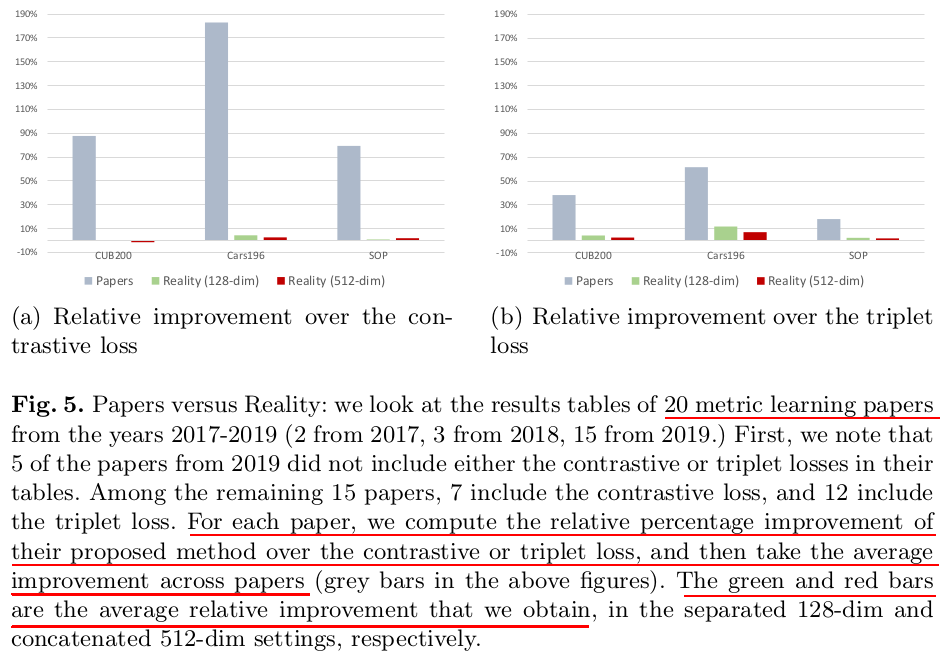 190%
170%
150%
130%
110%
90%
70%
50%
30%
10%
-10%
CUB200 Cars196 SOP
Papers Reality (128-dim) Reality (512-dim)
(a) Relative improvement over the con-
trastive loss
190%
170%
150%
130%
110%
90%
70%
50%
30%
10%
-10%
CUB200 Cars196 SOP
Papers Reality (128-dim) Reality (512-dim)
(b) Relative improvement over the triplet
loss
Fig. 5. Papers versus Reality: we look at the results tables of 20 metric learning papers
from the years 2017-2019 (2 from 2017, 3 from 2018, 15 from 2019.) First, we note that
5 of the papers from 2019 did not include either the contrastive or triplet losses in their
tables. Among the remaining 15 papers, 7 include the contrastive loss, and 12 include
the triplet loss. For each paper, we compute the relative percentage improvement of
their proposed method over the contrastive or triplet loss, and then take the average
improvement across papers (grey bars in the above figures). The green and red bars
are the average relative improvement that we obtain, in the separated 128-dim and
concatenated 512-dim settings, respectively.